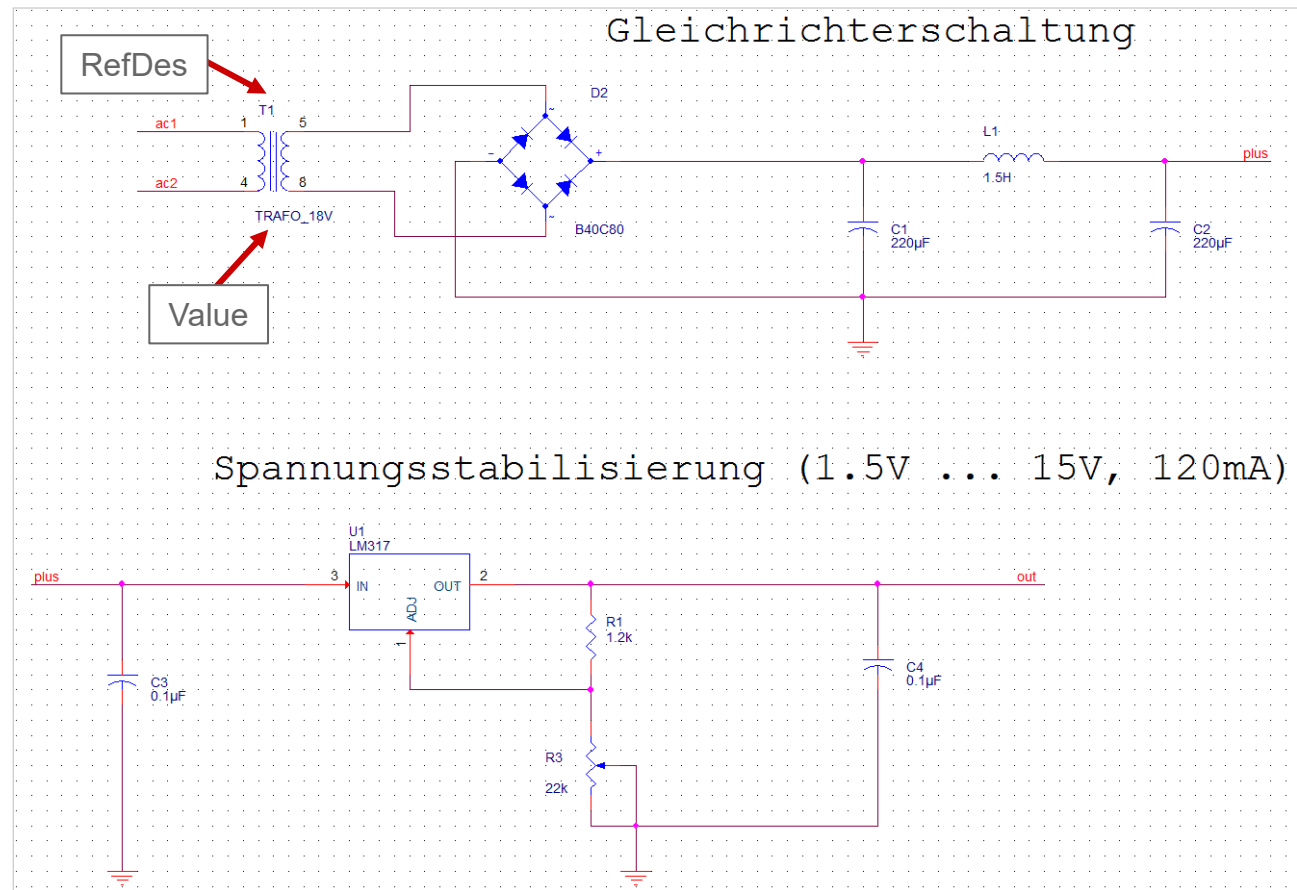 Gleichrichterschaltung
RefDes
D2
T1
ac1 1 5
L1
- ~ + plus
1.5H
ac2 4 8
TRAFO_18V
~
B40C80
C1
220µF
C2
220µF
Value
Spannungsstabilisierung (1.5V ... 15V, 120mA)
U1
LM317
plus 3 IN OUT 2 out
ADJ
1
R1
1.2k
C3
0.1µF
C4
0.1µF
R3
22k